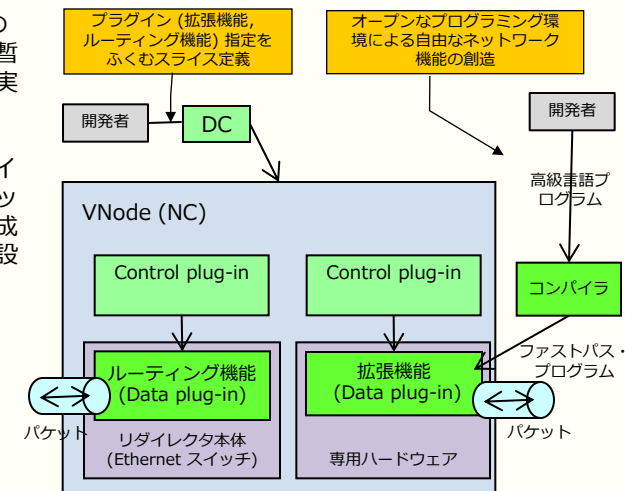 の
暫
実
イ
ッ
成
設
プラグイン (拡張機能,
ルーティング機能) 指定を
ふくむスライス定義
オープンなプログラミング環
境による自由なネットワーク
機能の創造
開発者
DC
開発者
高級言語プ
ログラム
VNode (NC)
Control plug-in
Control plug-in
コンパイラ
ルーティング機能
(Data plug-in)
拡張機能
(Data plug-in)
ファストパス・
プログラム
パケット
リダイレクタ本体
(Ethernet スイッチ)
専用ハードウェア
パケット